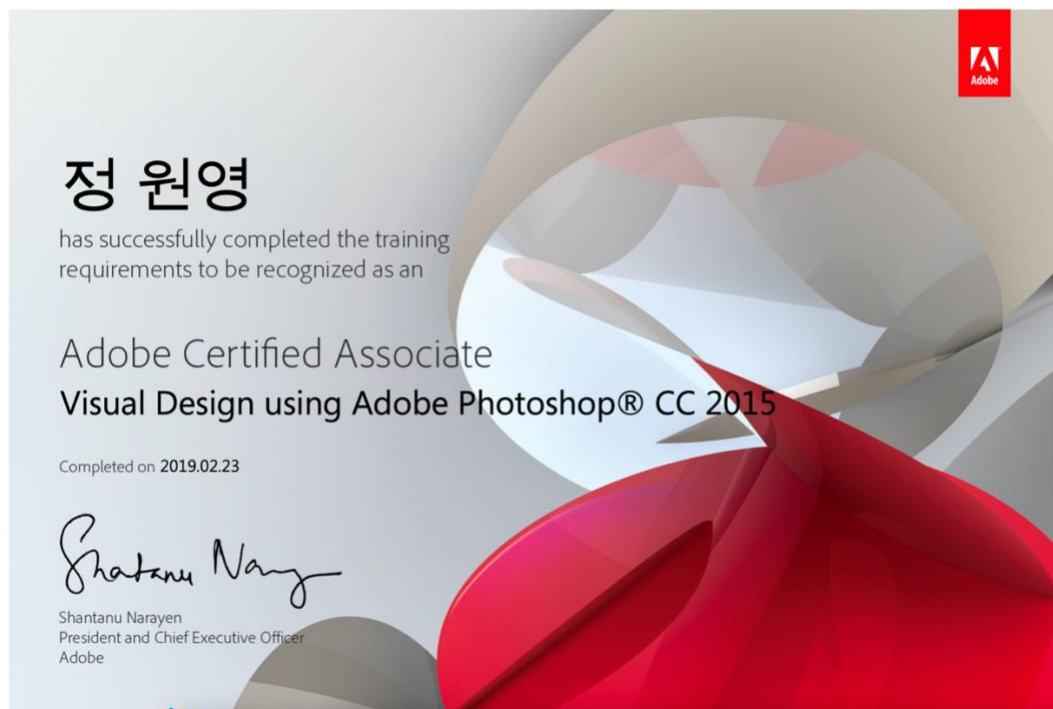 Adobe
정 원영
has successfully completed the training
requirements to be recognized as an
Adobe Certified Associate
Visual Design using Adobe Photoshop® CC 2015
Completed on 2019.02.23
Shantanu Narayen
Shantanu Narayen
President and Chief Executive Officer
Adobe